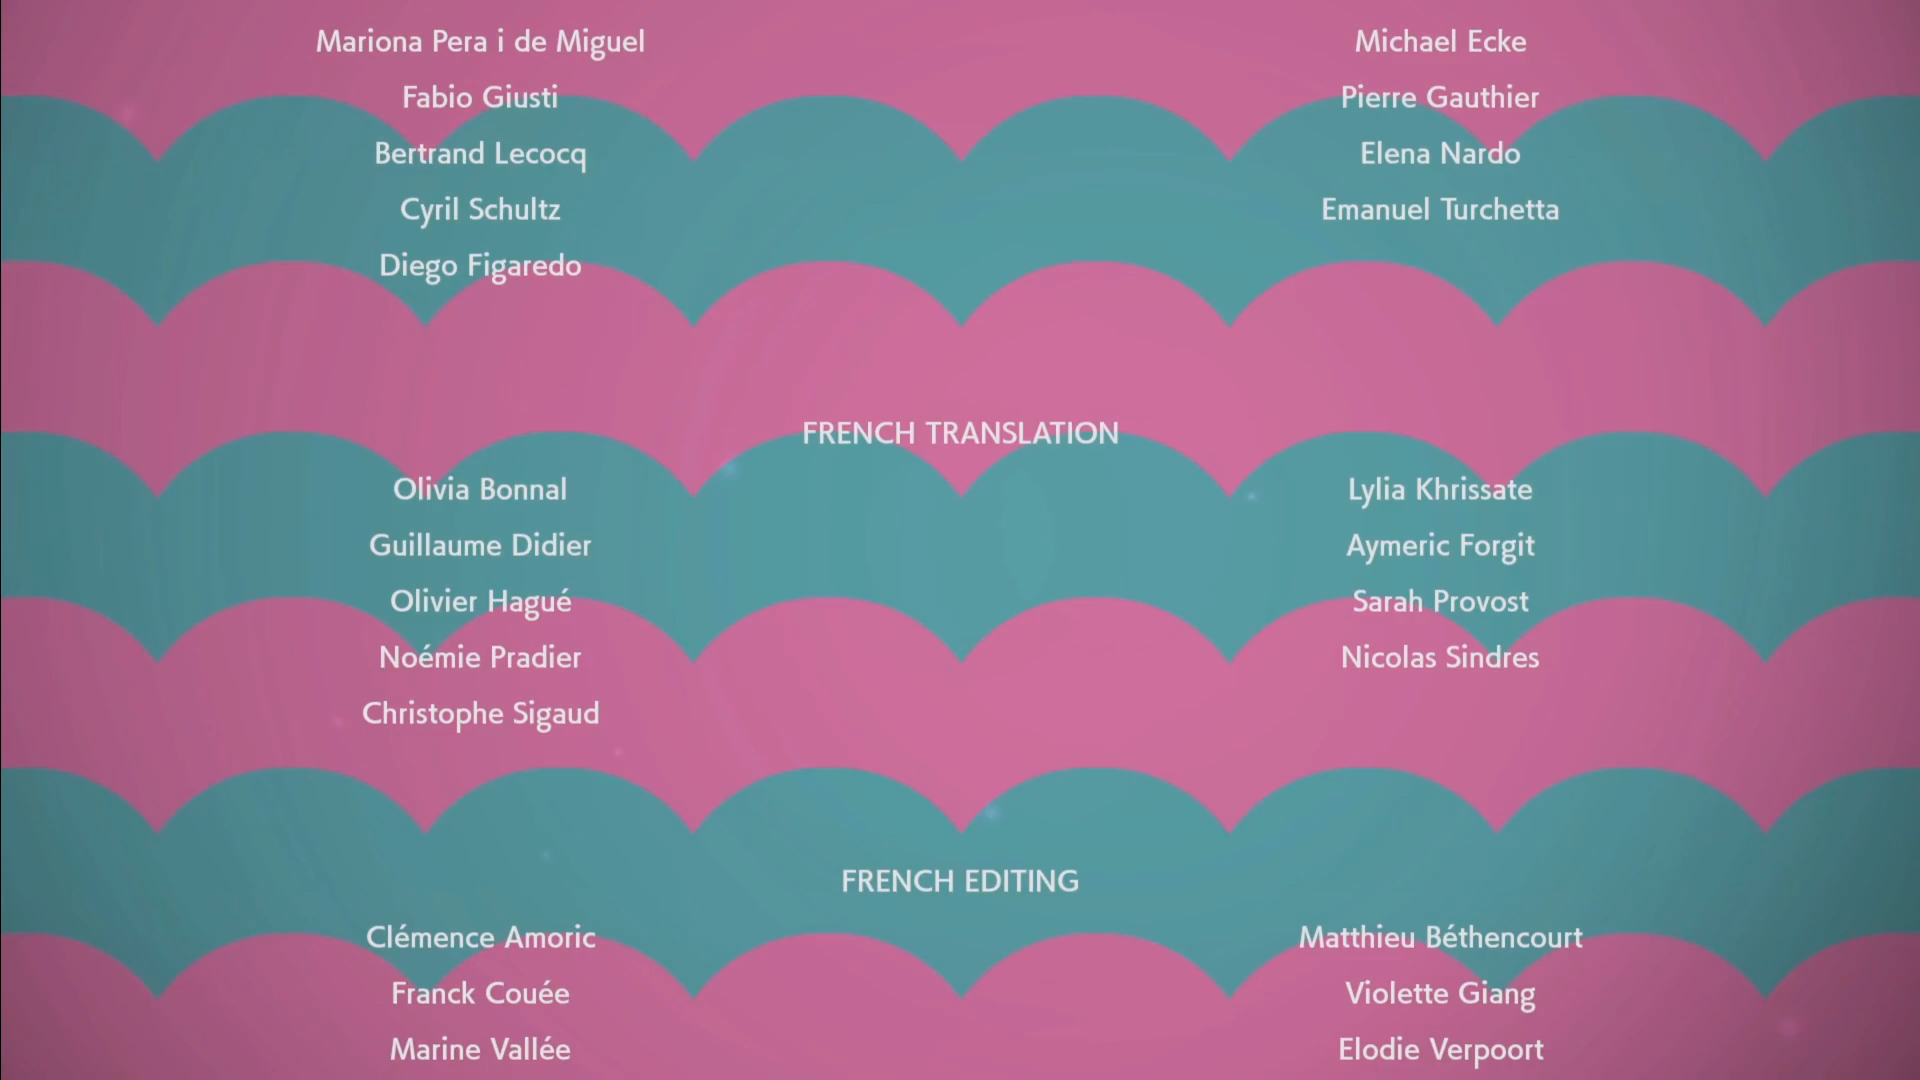 Mariona Pera i de Miguel Michael Ecke
Fabio Giusti Pierre Gauthier
Bertrand Lecocq Elena Nardo
Cyril Schultz Emanuel Turchetta
Diego Figaredo
FRENCH TRANSLATION
Olivia Bonnal Lylia Khrissate
Guillaume Didier Aymeric Forgit
Olivier Hagué Sarah Provost
Noémie Pradier Nicolas Sindres
Christophe Sigaud
FRENCH EDITING
Clémence Amoric Matthieu Béthencourt
Franck Couée Violette Giang
Marine Vallée Elodie Verpoort